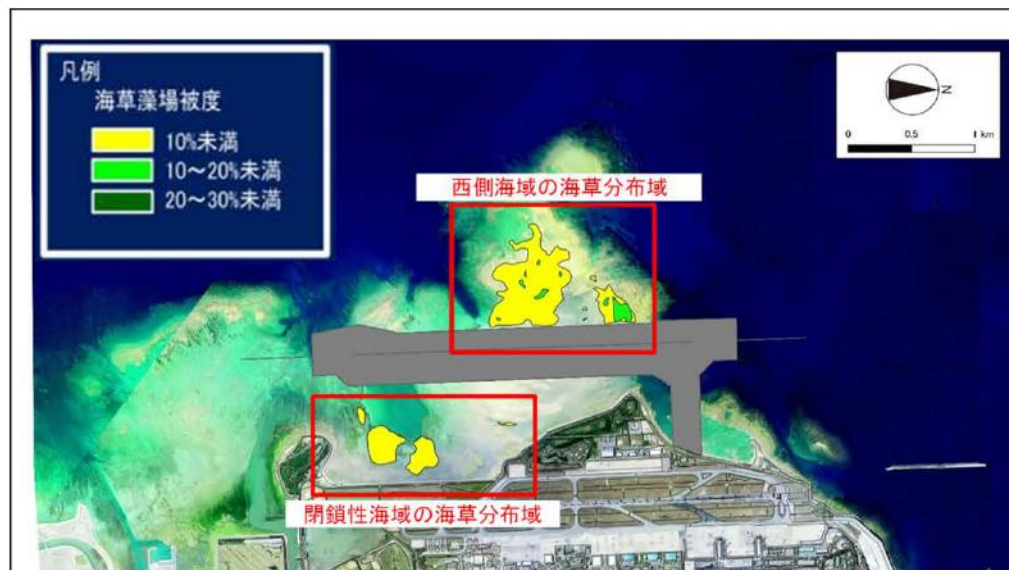 凡例
海草藻場被度
10%未満
10～20%未満
20～30%未満
N
0 0.5 1 km
西側海域の海草分布域
閉鎖性海域の海草分布域